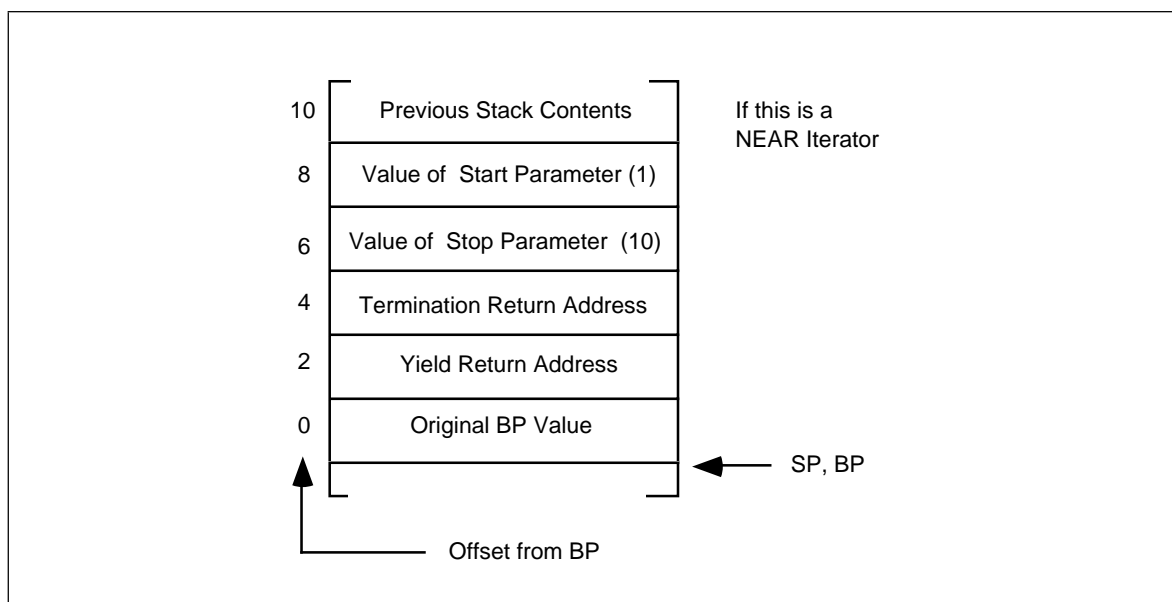 10 Previous Stack Contents If this is a
NEAR Iterator
8 Value of Start Parameter (1)
6 Value of Stop Parameter (10)
4 Termination Return Address
2 Yield Return Address
0 Original BP Value
SP, BP
Offset from BP